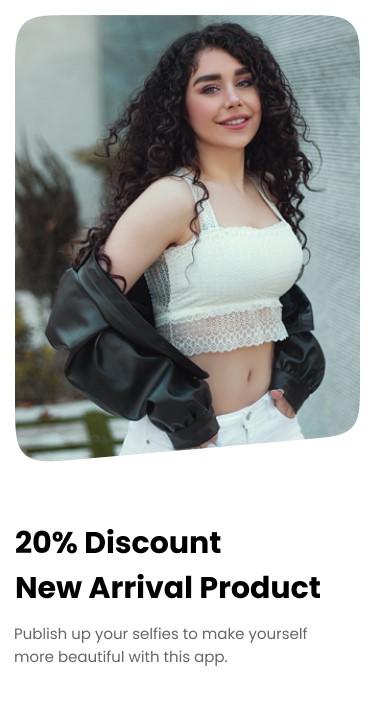 20% Discount
New Arrival Product
Publish up your selfies to make yourself
more beautiful with this app.